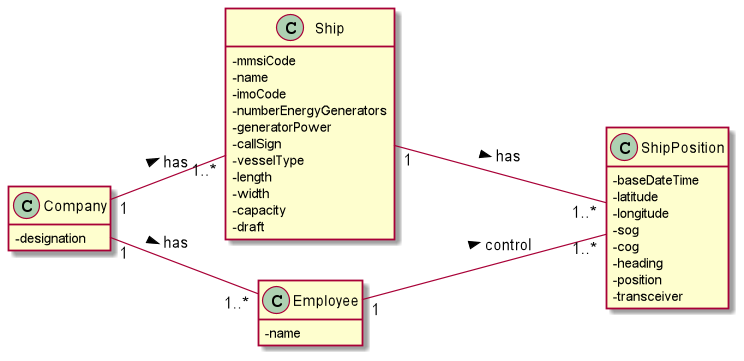 C Ship
-mmsiCode
-name
-imoCode
-numberEnergyGenerators
-generatorPower
-callSign
-vesselType
-length
-width
-capacity
-draft
has
1..*
1
has
1
1..*
C ShipPosition
-baseDateTime
-latitude
-longitude
-sog
-cog
-heading
-position
-transceiver
C Company
-designation
1
1
has
1..*
control
1..*
1
C Employee
-name